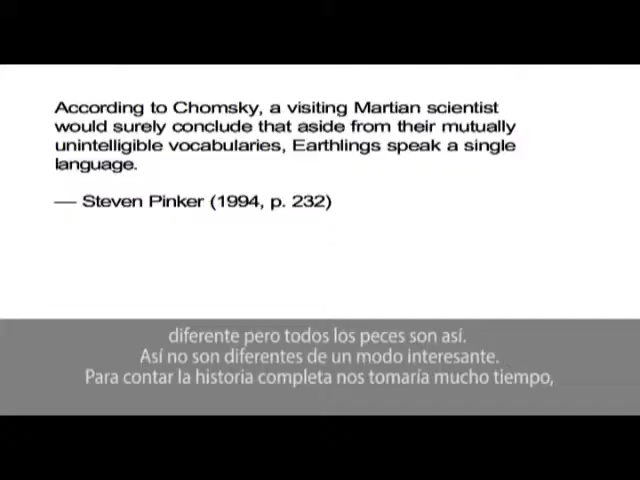 According to Chomsky, a visiting Martian scientist
would surely conclude that aside from their mutually
unintelligible vocabularies, Earthlings speak a single
language.
— Steven Pinker (1994, p. 232)
diferente pero todos los peces son así.
Así no son diferentes de un modo interesante.
Para contar la historia completa nos tomaría mucho tiempo,